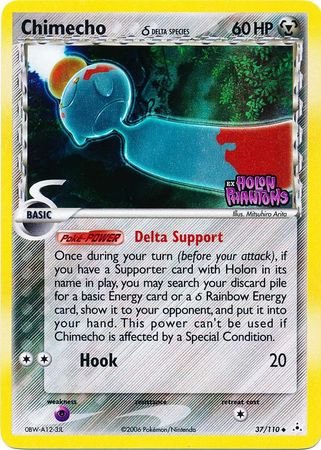 Chimecho
δ DELTA SPECIES
60 HP
δ
BASIC
EX
HOLON
PHANTOMS
Illus. Mitsuhiro Arita
Poké-POWER Delta Support
Once during your turn (before your attack), if
you have a Supporter card with Holon in its
name in play, you may search your discard pile
for a basic Energy card or a δ Rainbow Energy
card, show it to your opponent, and put it into
your hand. This power can't be used if
Chimecho is affected by a Special Condition.
Hook 20
weakness resistance retreat cost
08W-A12-3JL ©2006 Pokémon/Nintendo 37/110 ◆